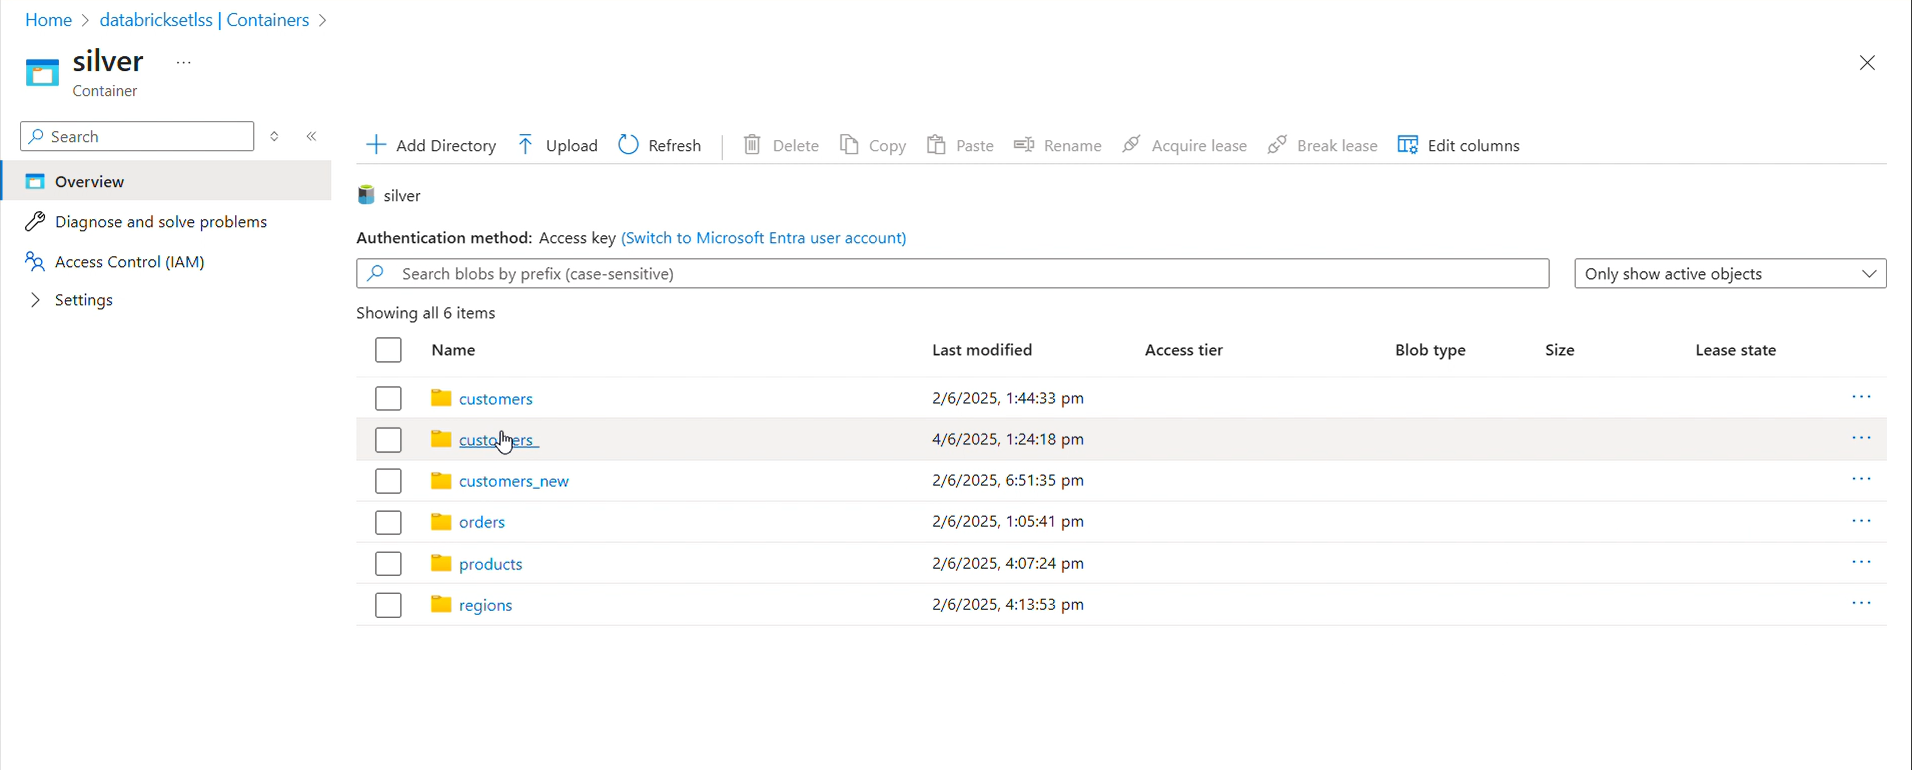 Home > databricksetlss | Containers >
silver ...
Container
Search
Overview
Diagnose and solve problems
Access Control (IAM)
Settings
Add Directory Upload Refresh Delete Copy Paste Rename Acquire lease Break lease Edit columns
silver
Authentication method: Access key (Switch to Microsoft Entra user account)
Search blobs by prefix (case-sensitive) Only show active objects
Showing all 6 items
Name Last modified Access tier Blob type Size Lease state
customers 2/6/2025, 1:44:33 pm ...
customers_ 4/6/2025, 1:24:18 pm ...
customers_new 2/6/2025, 6:51:35 pm ...
orders 2/6/2025, 1:05:41 pm ...
products 2/6/2025, 4:07:24 pm ...
regions 2/6/2025, 4:13:53 pm ...